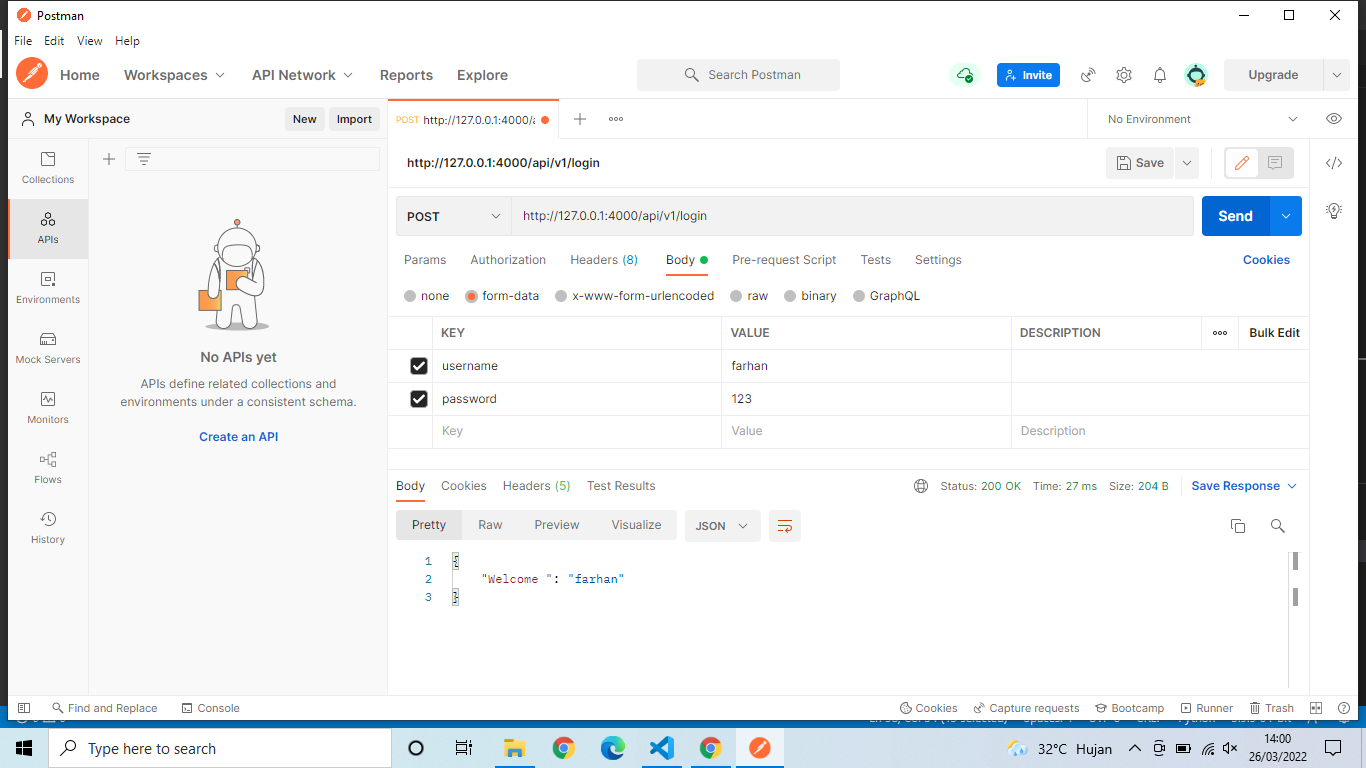 Postman
File Edit View Help
Home Workspaces API Network Reports Explore Search Postman Invite Upgrade
My Workspace New Import POST http://127.0.0.1:4000/a No Environment
http://127.0.0.1:4000/api/v1/login Save
Collections
APIs
Environments
Mock Servers
Monitors
Flows
History
No APIs yet
APIs define related collections and
environments under a consistent schema.
Create an API
POST http://127.0.0.1:4000/api/v1/login Send
Params Authorization Headers (8) Body Pre-request Script Tests Settings Cookies
none form-data x-www-form-urlencoded raw binary GraphQL
KEY VALUE DESCRIPTION Bulk Edit
username farhan
password 123
Key Value Description
Body Cookies Headers (5) Test Results Status: 200 OK Time: 27 ms Size: 204 B Save Response
Pretty Raw Preview Visualize JSON
1 {
2 "Welcome ": "farhan"
3 }
Find and Replace Console Cookies Capture requests Bootcamp Runner Trash
Type here to search 32°C Hujan 14:00
26/03/2022